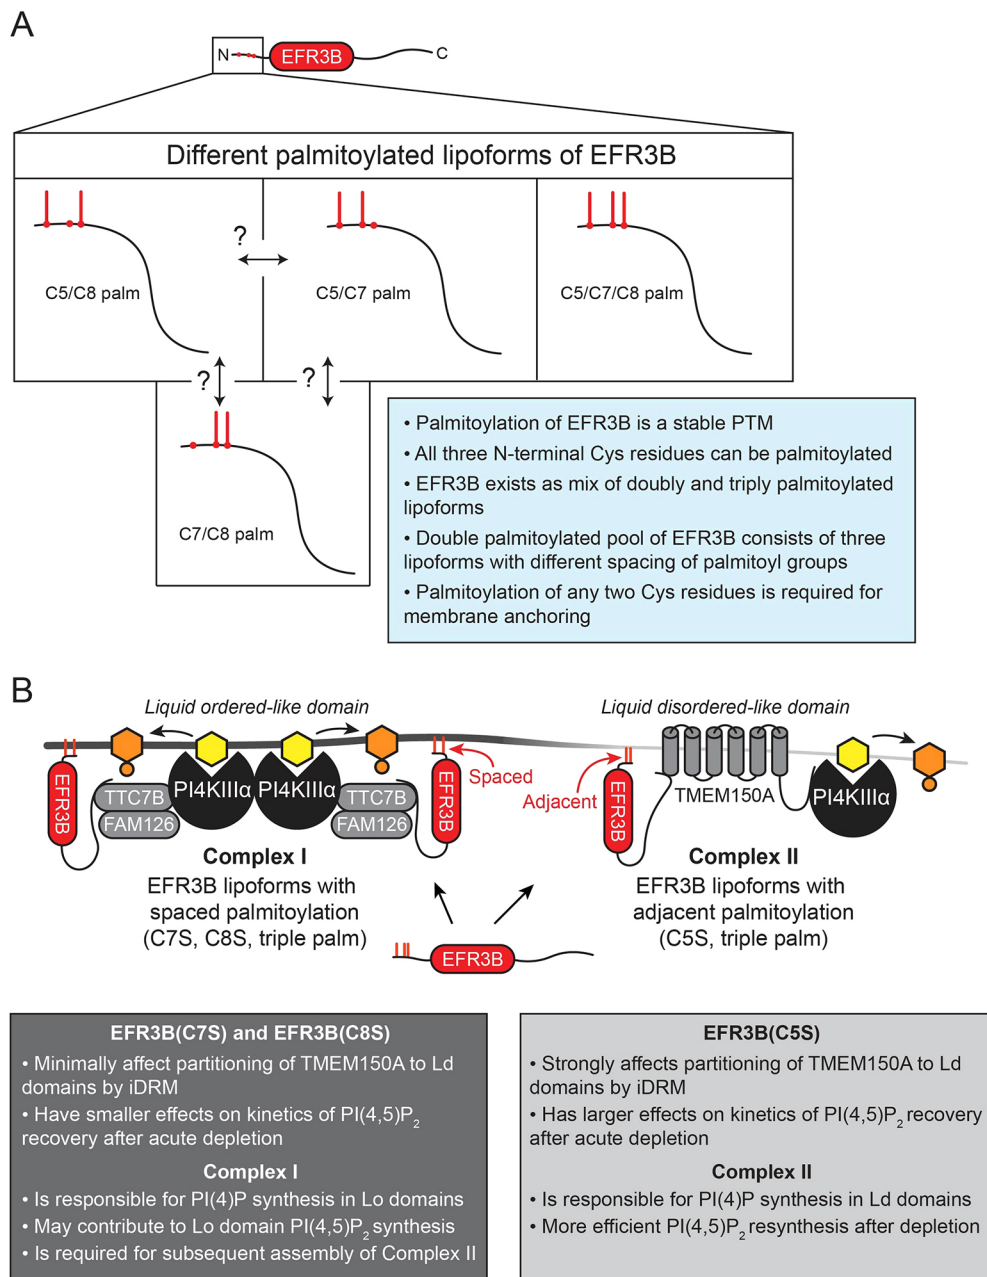 A
N
EFR3B
C
Different palmitoylated lipoforms of EFR3B
?
C5/C8 palm
C5/C7 palm
C5/C7/C8 palm
?
?
C7/C8 palm
• Palmitoylation of EFR3B is a stable PTM
• All three N-terminal Cys residues can be palmitoylated
• EFR3B exists as mix of doubly and triply palmitoylated
lipoforms
• Double palmitoylated pool of EFR3B consists of three
lipoforms with different spacing of palmitoyl groups
• Palmitoylation of any two Cys residues is required for
membrane anchoring
B
Liquid ordered-like domain
EFR3B
TTC7B
FAM126
PI4KIIIα
PI4KIIIα
TTC7B
FAM126
EFR3B
Spaced
Complex I
EFR3B lipoforms with
spaced palmitoylation
(C7S, C8S, triple palm)
Liquid disordered-like domain
Adjacent
EFR3B
TMEM150A
PI4KIIIα
Complex II
EFR3B lipoforms with
adjacent palmitoylation
(C5S, triple palm)
EFR3B
EFR3B(C7S) and EFR3B(C8S)
• Minimally affect partitioning of TMEM150A to Ld
domains by iDRM
• Have smaller effects on kinetics of PI(4,5)P2
recovery after acute depletion
Complex I
• Is responsible for PI(4)P synthesis in Lo domains
• May contribute to Lo domain PI(4,5)P2 synthesis
• Is required for subsequent assembly of Complex II
EFR3B(C5S)
• Strongly affects partitioning of TMEM150A to Ld
domains by iDRM
• Has larger effects on kinetics of PI(4,5)P2 recovery
after acute depletion
Complex II
• Is responsible for PI(4)P synthesis in Ld domains
• More efficient PI(4,5)P2 resynthesis after depletion